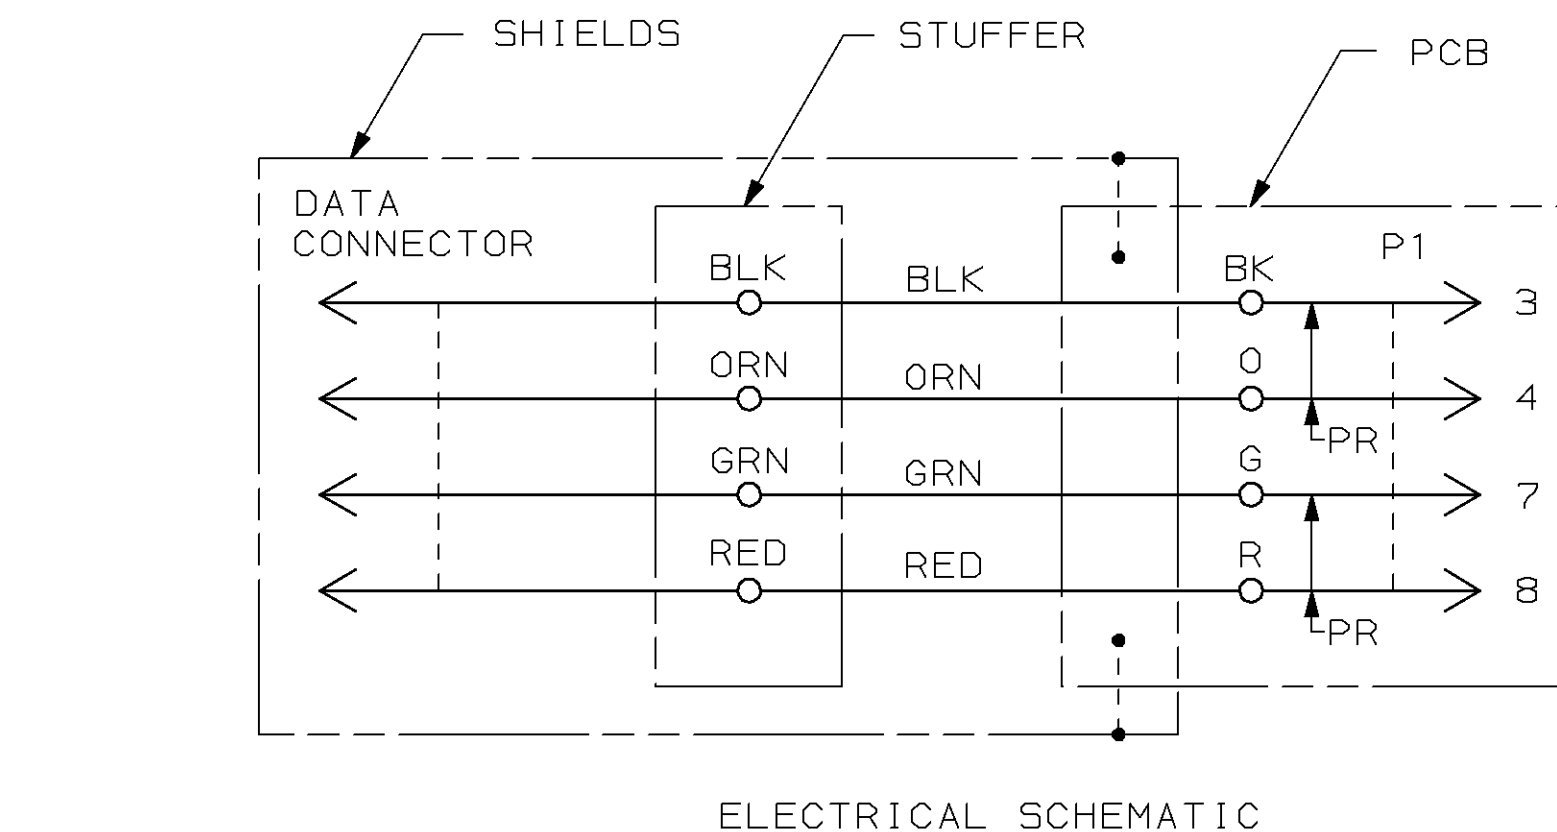 SHIELDS
STUFFER
PCB
DATA
CONNECTOR
P1
BLK
BLK
BK
3
ORN
ORN
O
4
PR
GRN
GRN
G
7
RED
RED
R
8
PR
ELECTRICAL SCHEMATIC